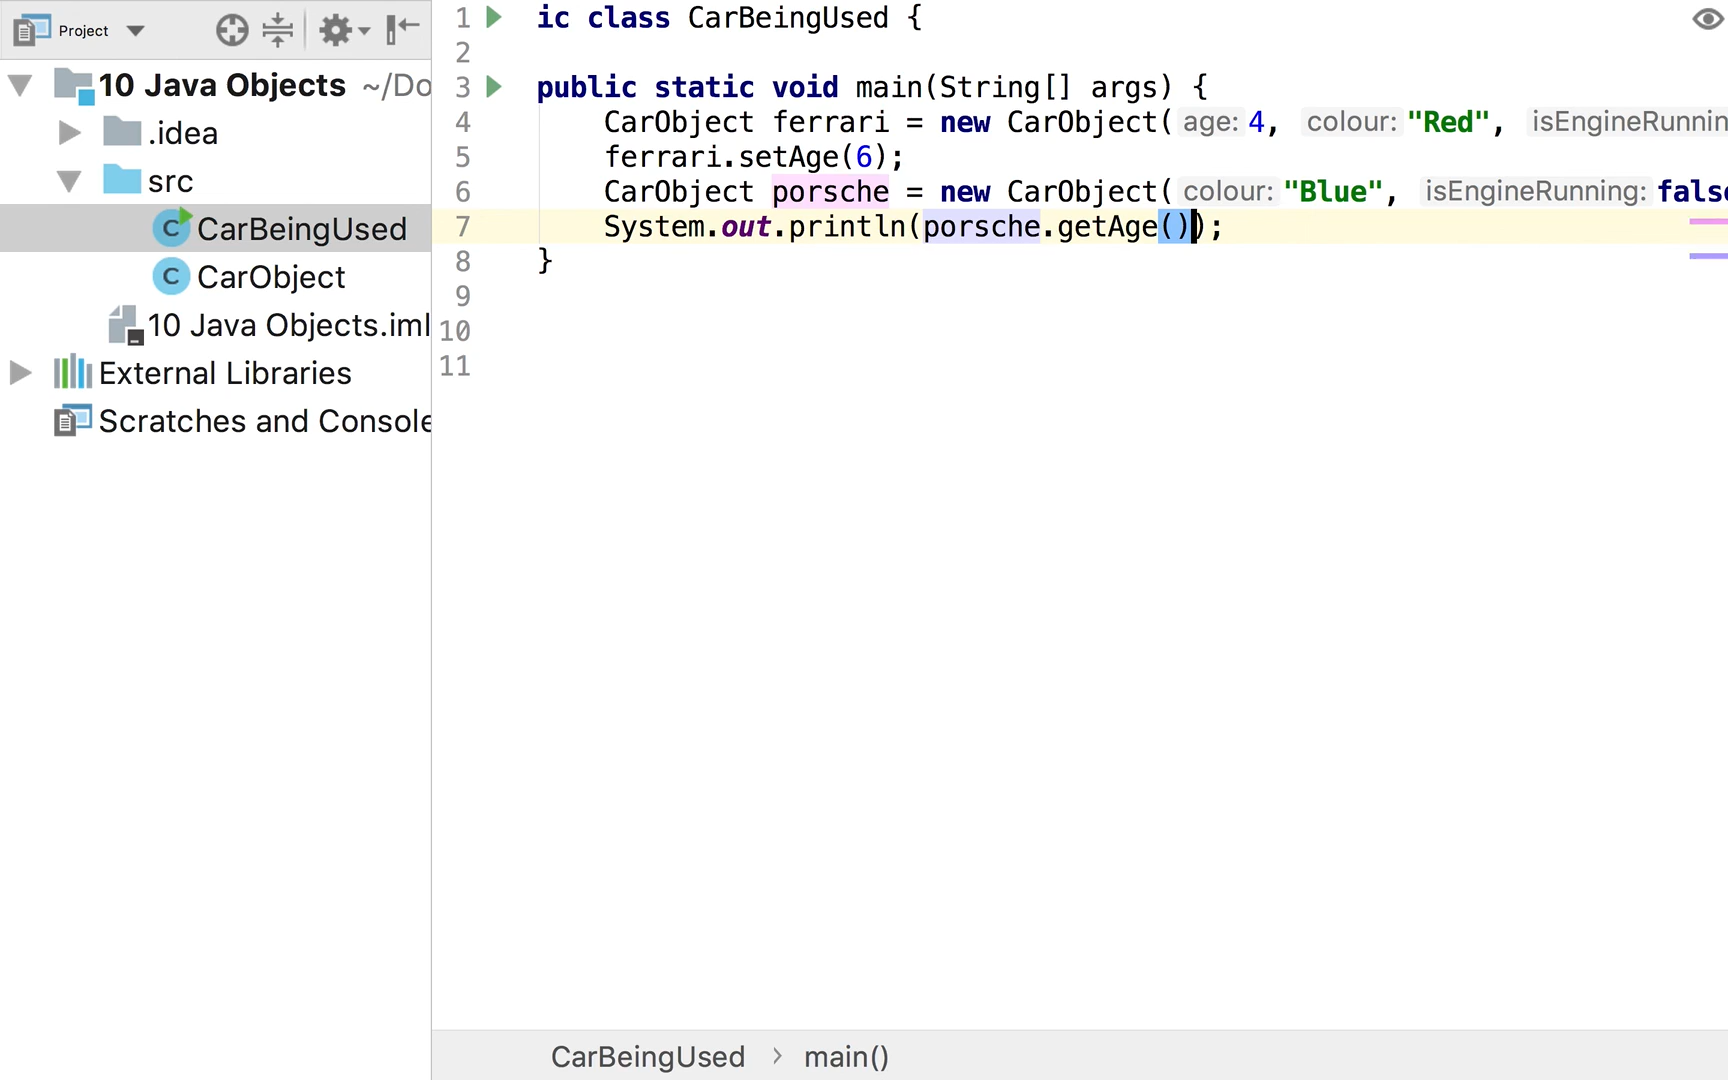 Project
10 Java Objects ~/Do
.idea
src
CarBeingUsed
CarObject
10 Java Objects.iml
External Libraries
Scratches and Console
1 ic class CarBeingUsed {
2
3 public static void main(String[] args) {
4 CarObject ferrari = new CarObject( age: 4, colour: "Red", isEngineRunnin
5 ferrari.setAge(6);
6 CarObject porsche = new CarObject( colour: "Blue", isEngineRunning: false
7 System.out.println(porsche.getAge());
8 }
9
10
11
CarBeingUsed › main()